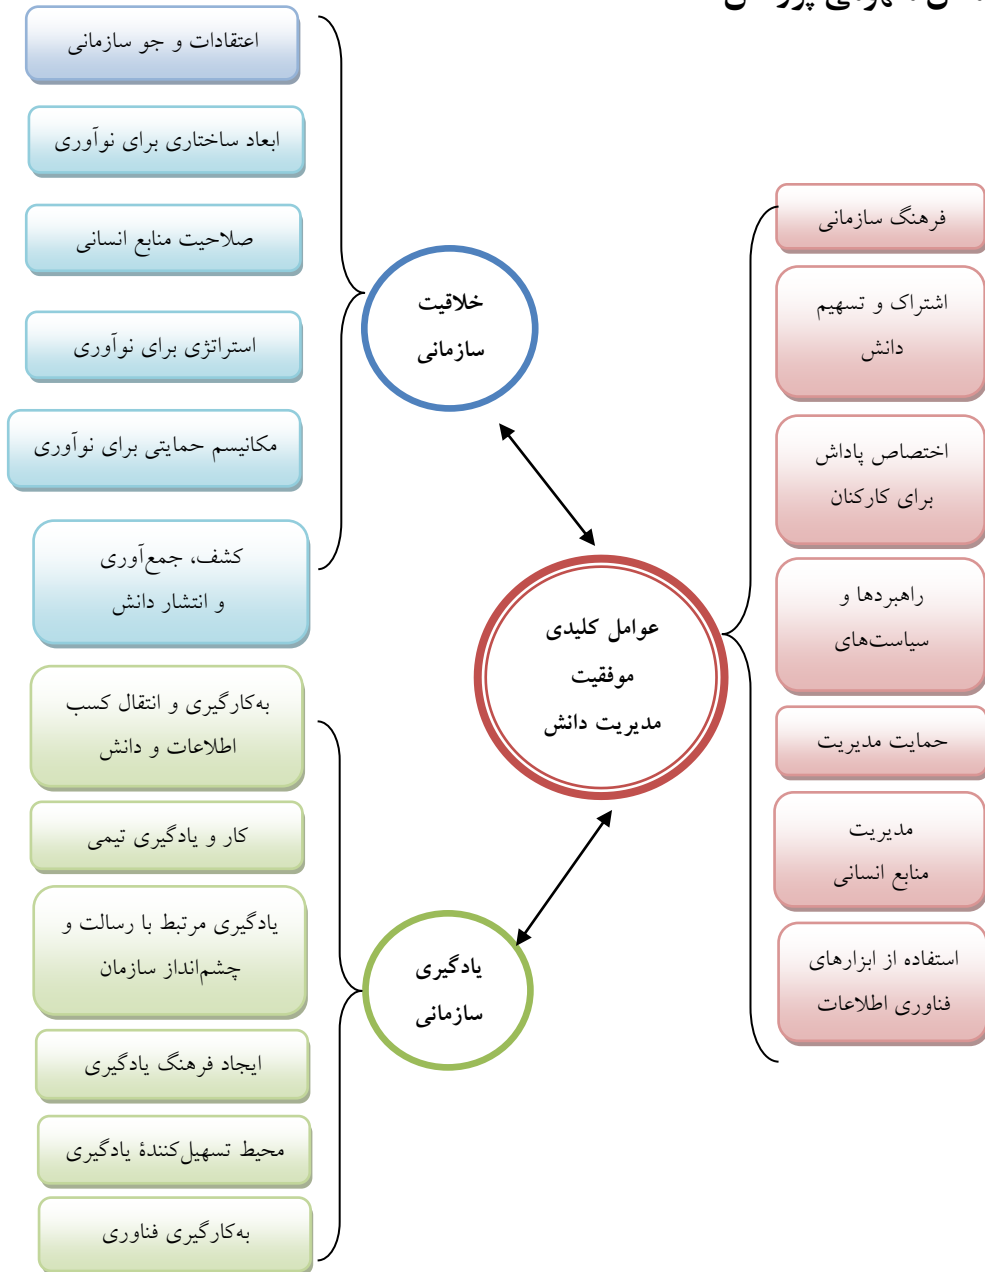 فرهنگ سازمانی
اشتراک و تسهیم
دانش
اختصاص پاداش
برای کارکنان
راهبردها و
سیاست‌های
حمایت مدیریت
مدیریت
منابع انسانی
استفاده از ابزارهای
فناوری اطلاعات
عوامل کلیدی
موفقیت
مدیریت دانش
خلاقیت
سازمانی
اعتقادات و جو سازمانی
ابعاد ساختاری برای نوآوری
صلاحیت منابع انسانی
استراتژی برای نوآوری
مکانیسم حمایتی برای نوآوری
کشف، جمع‌آوری
و انتشار دانش
یادگیری
سازمانی
به‌کارگیری و انتقال کسب
اطلاعات و دانش
کار و یادگیری تیمی
یادگیری مرتبط با رسالت و
چشم‌انداز سازمان
ایجاد فرهنگ یادگیری
محیط تسهیل‌کنندۀ یادگیری
به‌کارگیری فناوری